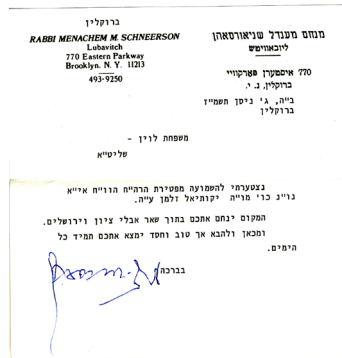 ברוקלין
RABBI MENACHEM M. SCHNEERSON
Lubavitch
770 Eastern Parkway
Brooklyn, N. Y. 11213
493-9250
מנחם מענדל שניאורסאהן
ליובאוויטש
770 איסטערן פארקוויי
ברוקלין, נ. י.
ב"ה, ג' ניסן תשמ"ז
ברוקלין
משפחת לוין -
שליט"א
נצטערתי להשמועה מפטירת הרה"ח הוו"ח אי"א
נו"נ כו' מו"ה יקותיאל זלמן ע"ה.
המקום ינחם אתכם בתוך שאר אבלי ציון וירושלים.
ומכאן ולהבא אך טוב וחסד ימצא אתכם תמיד כל
הימים.
בברכה